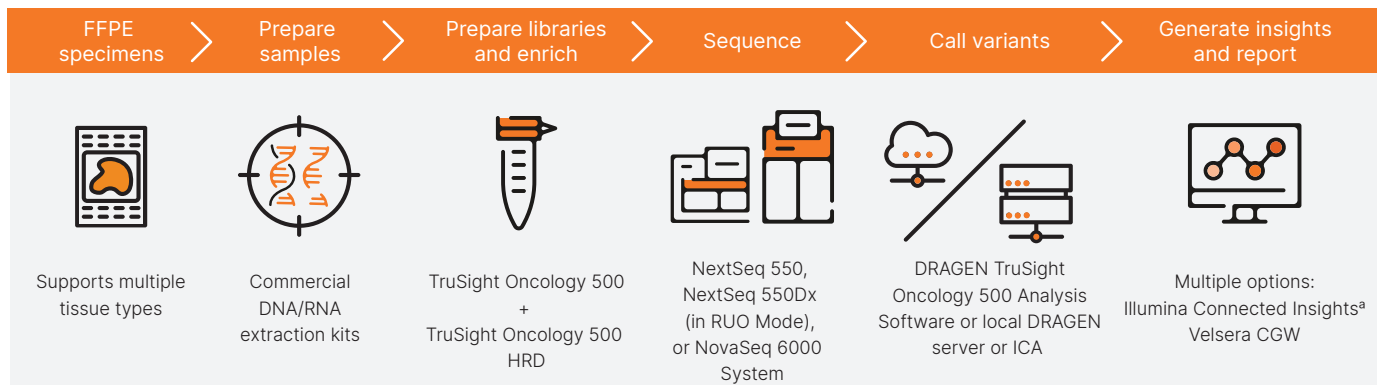 FFPE
specimens
Prepare
samples
Prepare libraries
and enrich
Sequence
Call variants
Generate insights
and report
Supports multiple
tissue types
Commercial
DNA/RNA
extraction kits
TruSight Oncology 500
+
TruSight Oncology 500
HRD
NextSeq 550,
NextSeq 550Dx
(in RUO Mode),
or NovaSeq 6000
System
DRAGEN TruSight
Oncology 500 Analysis
Software or local DRAGEN
server or ICA
Multiple options:
Illumina Connected Insightsᵃ
Velsera CGW